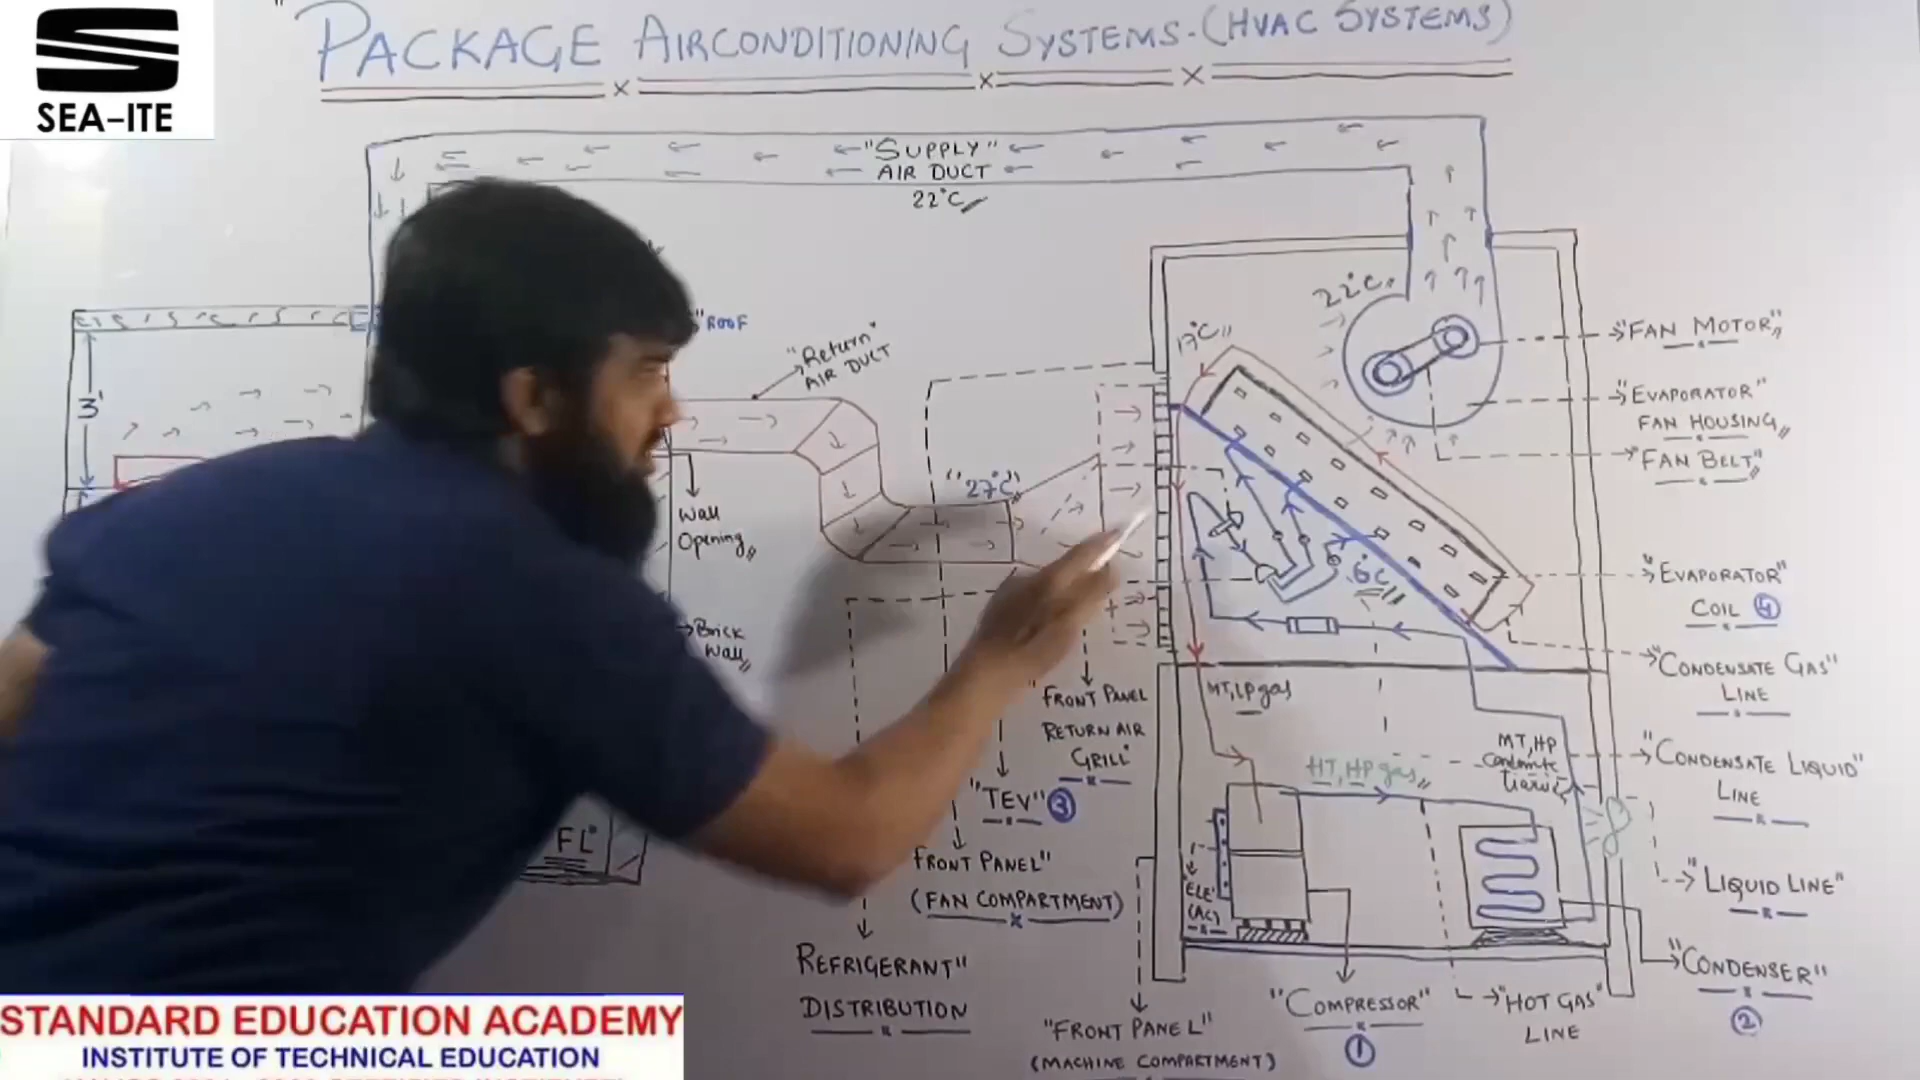 SEA-ITE
"PACKAGE AIRCONDITIONING SYSTEMS-(HVAC SYSTEMS)
"SUPPLY"
AIR DUCT
22°C
"ROOF
"Return"
AIR DUCT
3'
Wall
Opening
Brick
Wall
FL
"27°C"
22°C
17°C
6°C
"FAN MOTOR"
"EVAPORATOR"
FAN HOUSING
"FAN BELT"
"EVAPORATOR"
COIL 4
"CONDENSATE GAS"
LINE
"CONDENSATE LIQUID"
LINE
"LIQUID LINE"
"CONDENSER"
2
MT, LP gas
HT, HP gas
MT, HP
ELE'
(AC)
"FRONT PANEL
RETURN AIR
GRILL"
"TEV" 3
FRONT PANEL"
(FAN COMPARTMENT)
REFRIGERANT"
DISTRIBUTION
"FRONT PANEL"
(MACHINE COMPARTMENT)
"COMPRESSOR"
1
"HOT GAS"
LINE
STANDARD EDUCATION ACADEMY
INSTITUTE OF TECHNICAL EDUCATION